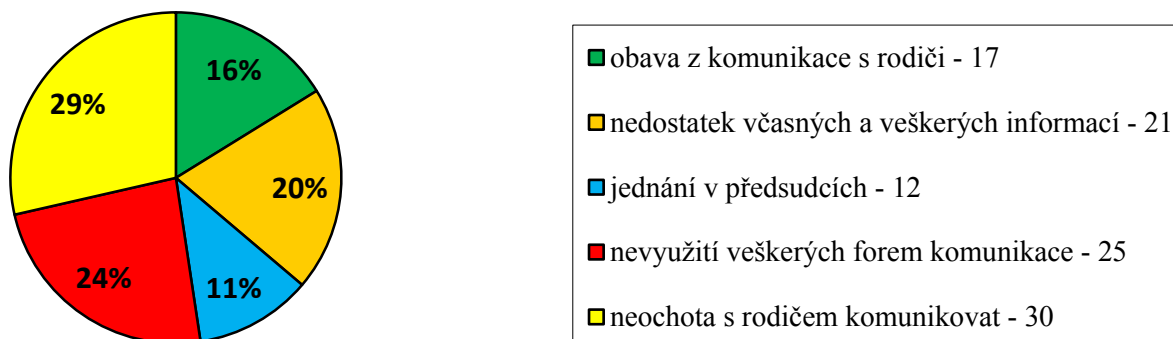 16%
20%
11%
24%
29%
obava z komunikace s rodiči - 17
nedostatek včasných a veškerých informací - 21
jednání v předsudcích - 12
nevyužití veškerých forem komunikace - 25
neochota s rodičem komunikovat - 30